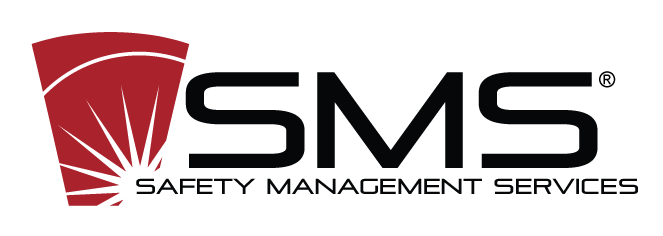 SMS®
SAFETY MANAGEMENT SERVICES